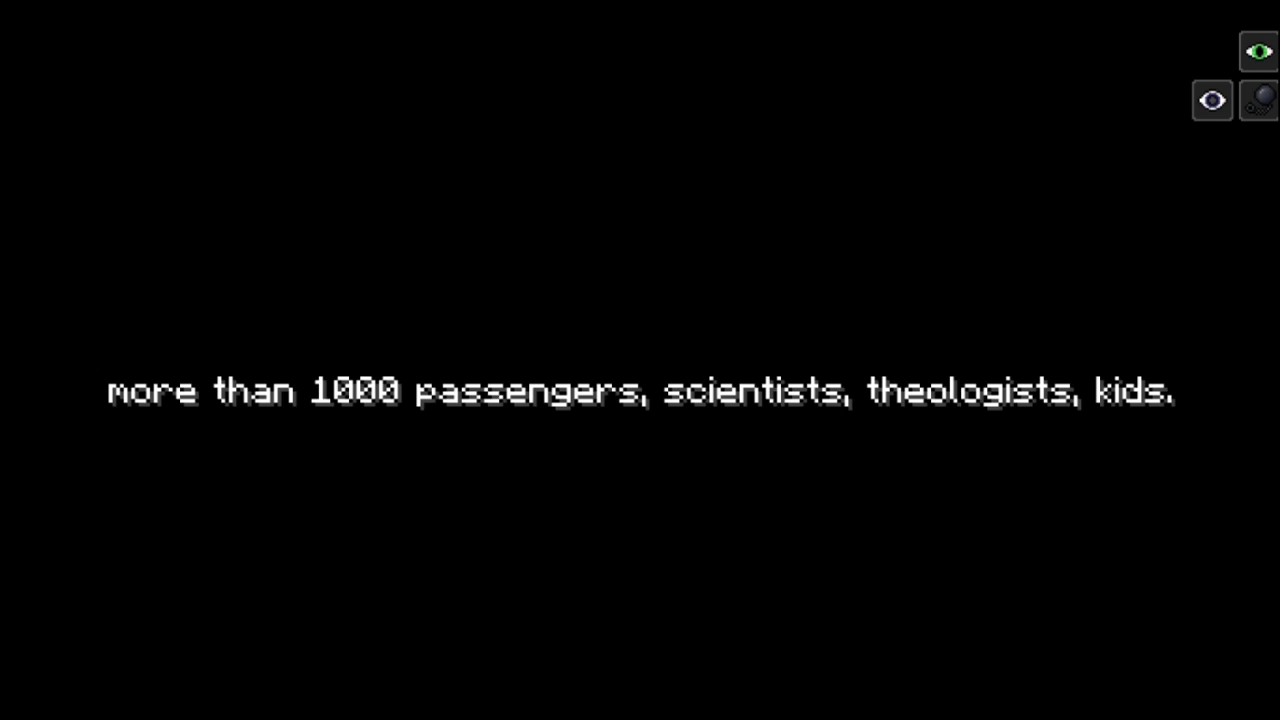 more than 1000 passengers, scientists, theologists, kids.